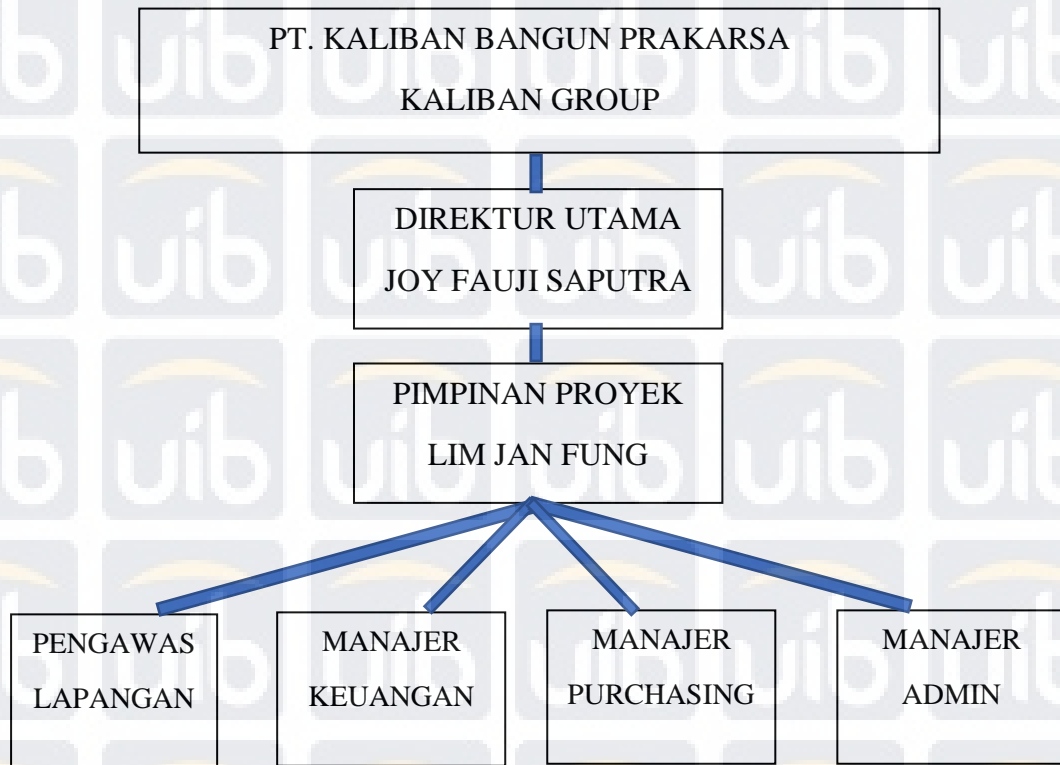 PT. KALIBAN BANGUN PRAKARSA
KALIBAN GROUP
DIREKTUR UTAMA
JOY FAUJI SAPUTRA
PIMPINAN PROYEK
LIM JAN FUNG
PENGAWAS
LAPANGAN
MANAJER
KEUANGAN
MANAJER
PURCHASING
MANAJER
ADMIN
uib